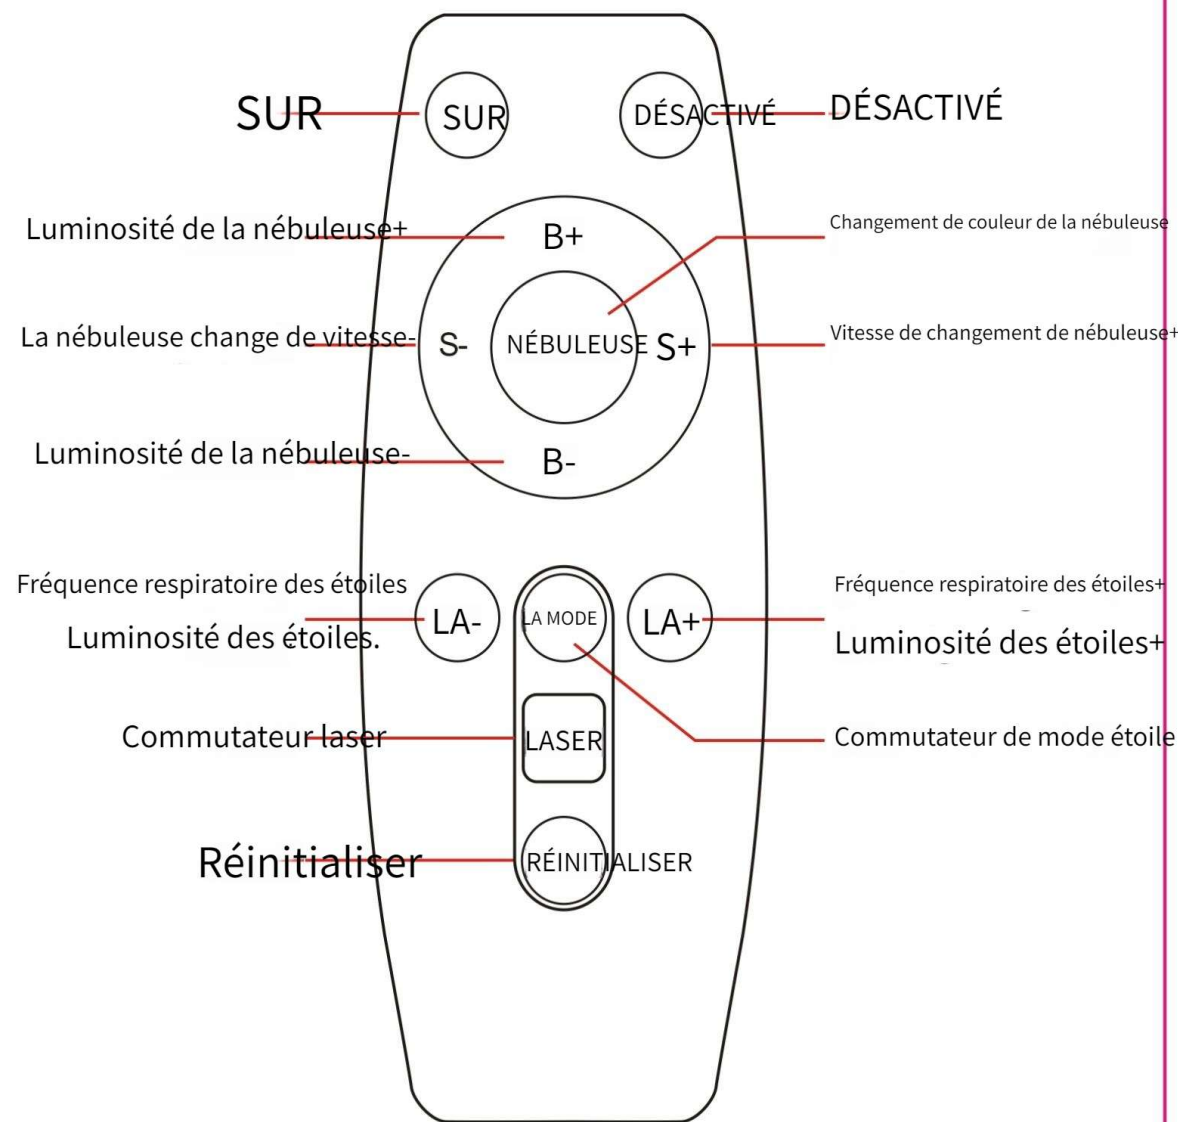 SUR
SUR
DÉSACTIVÉ
DÉSACTIVÉ
Luminosité de la nébuleuse+
B+
Changement de couleur de la nébuleuse
La nébuleuse change de vitesse-
S-
NÉBULEUSE
S+
Vitesse de changement de nébuleuse+
Luminosité de la nébuleuse-
B-
Fréquence respiratoire des étoiles
Luminosité des étoiles.
LA-
LA MODE
LA+
Fréquence respiratoire des étoiles+
Luminosité des étoiles+
Commutateur laser
LASER
Commutateur de mode étoile
Réinitialiser
RÉINITIALISER